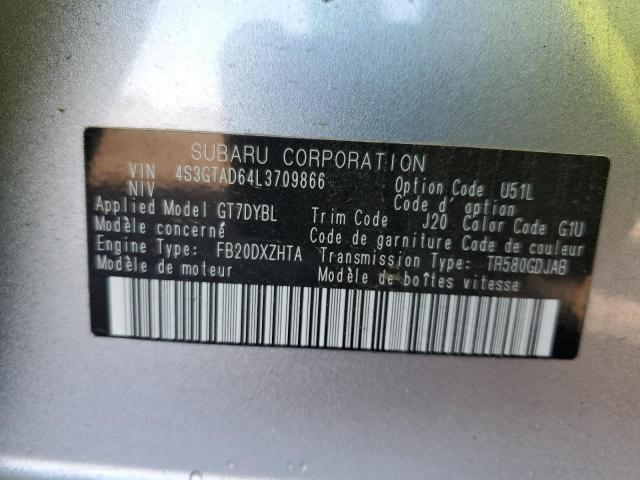 SUBARU CORPORATION
VIN 4S3GTAD64L3709866
NIV
Option Code U51L
Code d' option
Applied Model GT7DYBL Trim Code J20 Color Code G1U
Modèle concerné Code de garniture Code de couleur
Engine Type: FB20DXZHTA Transmission Type: TR580GDJAB
Modèle de moteur Modèle de boîtes vitesse